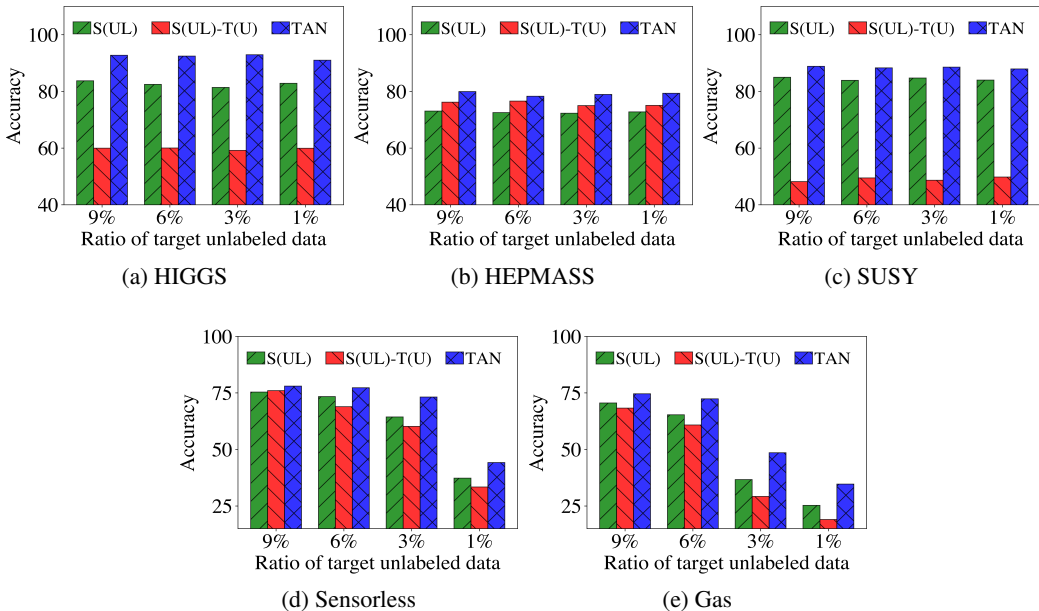 S(UL) S(UL)-T(U) TAN
Accuracy
100
80
60
40
9% 6% 3% 1%
Ratio of target unlabeled data
(a) HIGGS
S(UL) S(UL)-T(U) TAN
Accuracy
100
80
60
40
9% 6% 3% 1%
Ratio of target unlabeled data
(b) HEPMASS
S(UL) S(UL)-T(U) TAN
Accuracy
100
80
60
40
9% 6% 3% 1%
Ratio of target unlabeled data
(c) SUSY
S(UL) S(UL)-T(U) TAN
Accuracy
100
75
50
25
9% 6% 3% 1%
Ratio of target unlabeled data
(d) Sensorless
S(UL) S(UL)-T(U) TAN
Accuracy
100
75
50
25
9% 6% 3% 1%
Ratio of target unlabeled data
(e) Gas